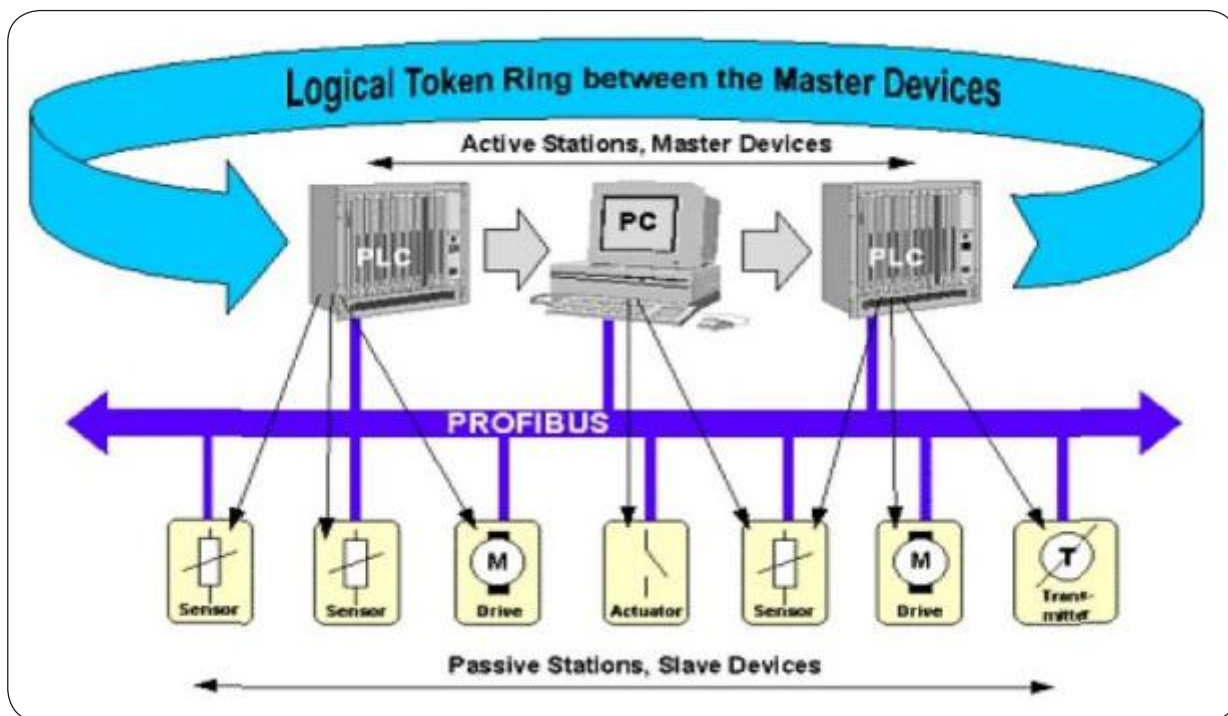 Logical Token Ring between the Master Devices
Active Stations, Master Devices
PLC
PC
PLC
PROFIBUS
M
M
T
Sensor
Sensor
Drive
Actuator
Sensor
Drive
Trans-
mitter
Passive Stations, Slave Devices